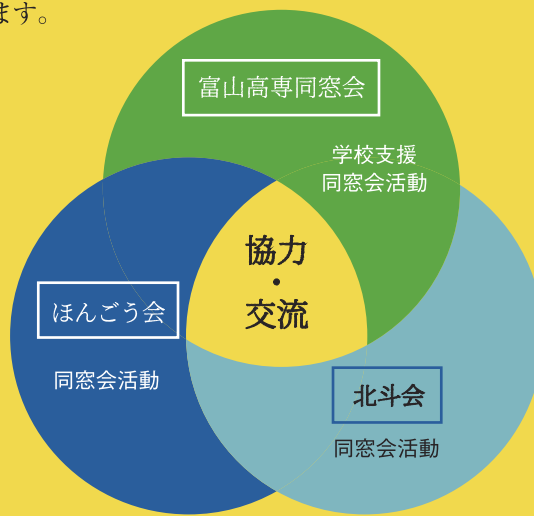 ます。
富山高専同窓会
学校支援
同窓会活動
協力
・
交流
ほんごう会
同窓会活動
北斗会
同窓会活動